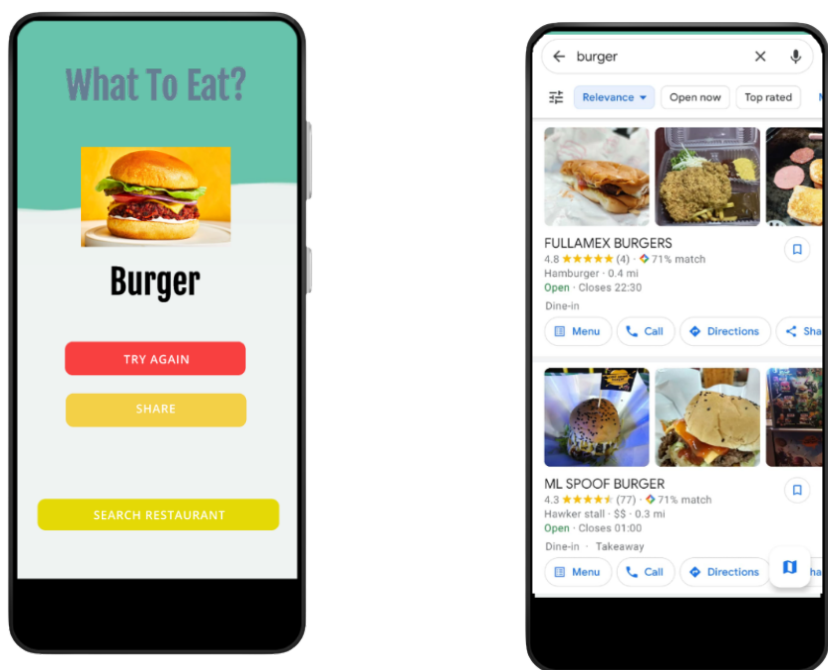 What To Eat?
Burger
TRY AGAIN
SHARE
SEARCH RESTAURANT
burger
Relevance Open now Top rated
FULLAMEX BURGERS
4.8 ★★★★★ (4) · 71% match
Hamburger · 0.4 mi
Open · Closes 22:30
Dine-in
Menu Call Directions Sha
ML SPOOF BURGER
4.3 ★★★★★ (77) · 71% match
Hawker stall · $$ · 0.3 mi
Open · Closes 01:00
Dine-in · Takeaway
Menu Call Directions ha